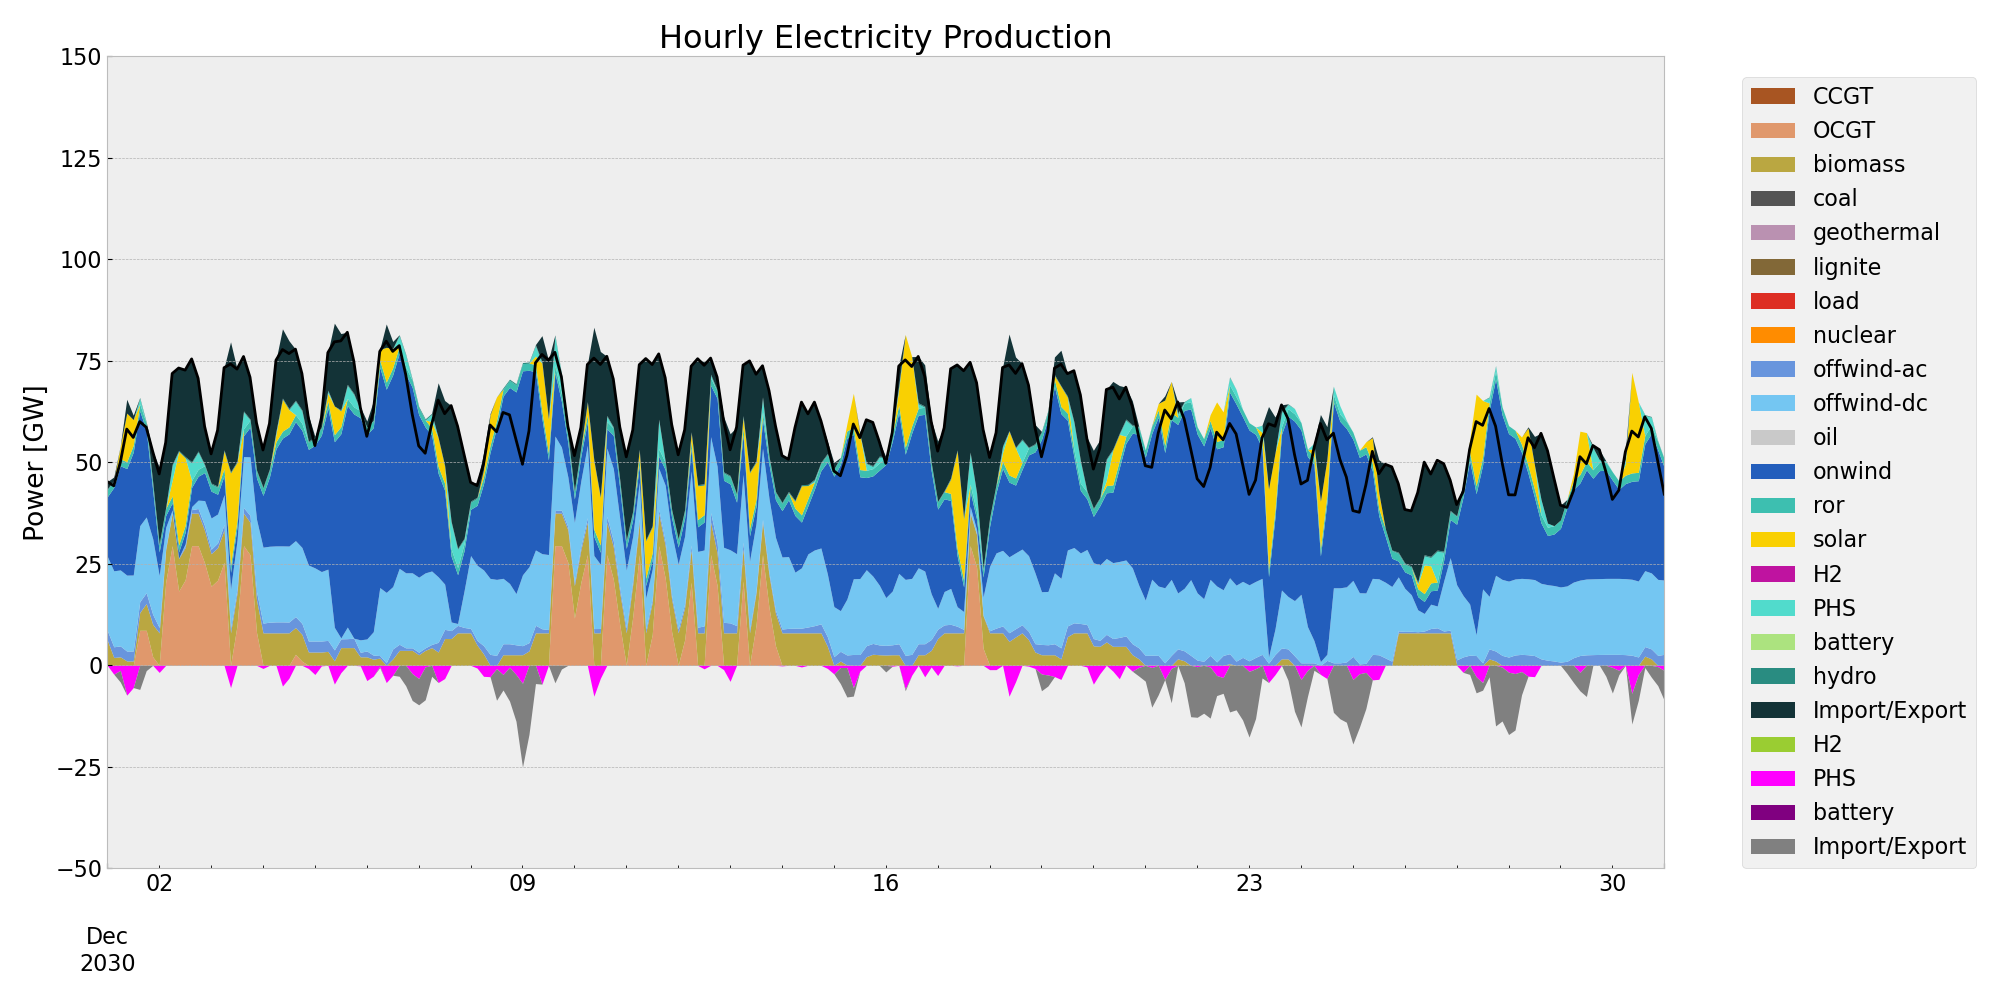 Hourly Electricity Production
Power [GW]
150
125
100
75
50
25
0
−25
−50
02
09
16
23
30
Dec
2030
CCGT
OCGT
biomass
coal
geothermal
lignite
load
nuclear
offwind-ac
offwind-dc
oil
onwind
ror
solar
H2
PHS
battery
hydro
Import/Export
H2
PHS
battery
Import/Export